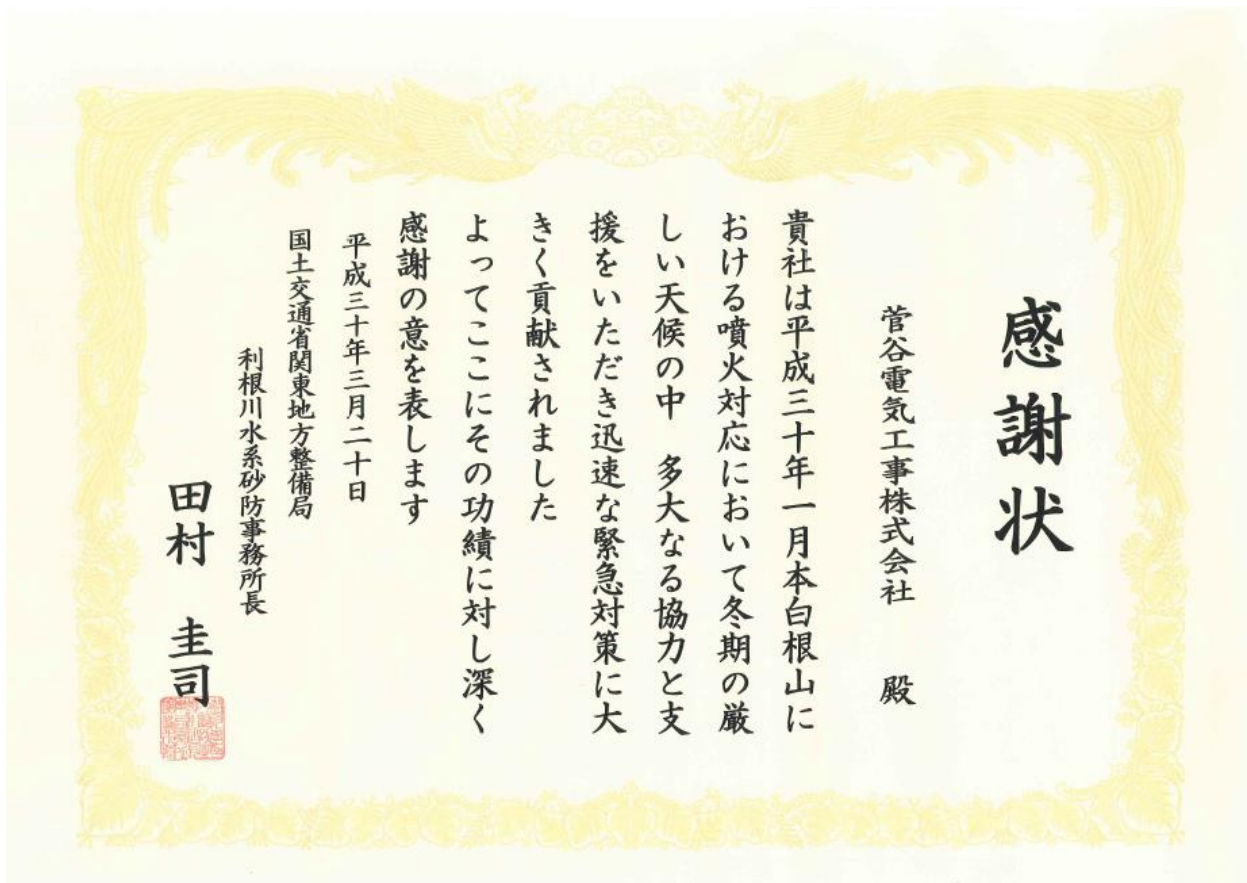 感謝状
菅谷電気工事株式会社　殿
貴社は平成三十年一月本白根山に
おける噴火対応において冬期の厳
しい天候の中　多大なる協力と支
援をいただき迅速な緊急対策に大
きく貢献されました
よってここにその功績に対し深く
感謝の意を表します
平成三十年三月二十日
国土交通省関東地方整備局
利根川水系砂防事務所長
田村　圭司